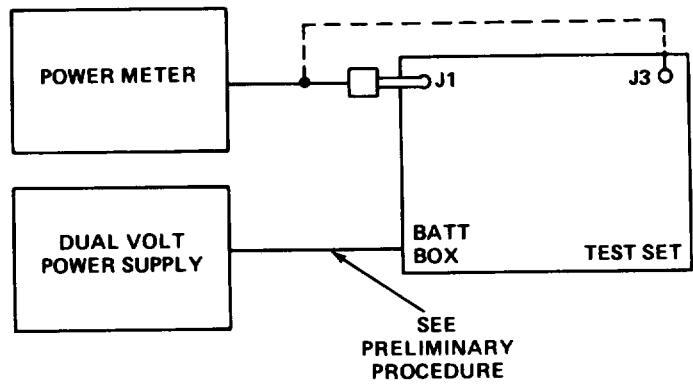 POWER METER
J1
J3
DUAL VOLT
POWER SUPPLY
BATT
BOX
TEST SET
SEE
PRELIMINARY
PROCEDURE